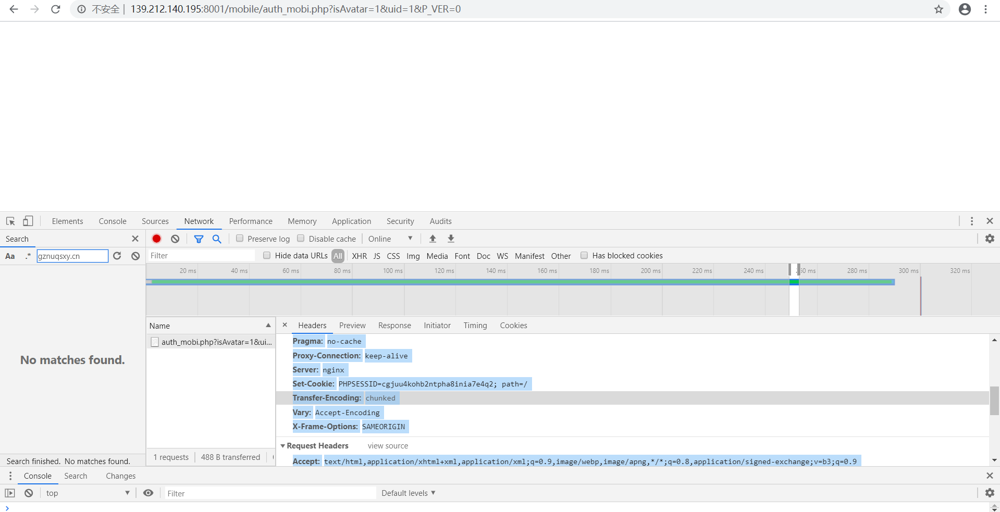 不安全 139.212.140.195:8001/mobile/auth_mobi.php?isAvatar=1&uid=1&P_VER=0
Elements Console Sources Network Performance Memory Application Security Audits
Search
Preserve log Disable cache Online
Aa .* gznuqsxy.cn
Filter Hide data URLs All XHR JS CSS Img Media Font Doc WS Manifest Other Has blocked cookies
20 ms 40 ms 60 ms 80 ms 100 ms 120 ms 140 ms 160 ms 180 ms 200 ms 220 ms 240 ms 280 ms 300 ms 320 ms
Name
Headers Preview Response Initiator Timing Cookies
auth_mobi.php?isAvatar=1&ui...
No matches found.
Pragma: no-cache
Proxy-Connection: keep-alive
Server: nginx
Set-Cookie: PHPSESSID=cgjuu4kohb2ntpha8inia7e4q2; path=/
Transfer-Encoding: chunked
Vary: Accept-Encoding
X-Frame-Options: SAMEORIGIN
Request Headers view source
Accept: text/html,application/xhtml+xml,application/xml;q=0.9,image/webp,image/apng,*/*;q=0.8,application/signed-exchange;v=b3;q=0.9
1 requests 488 B transferred
Search finished. No matches found.
Console Search Changes
top Filter Default levels